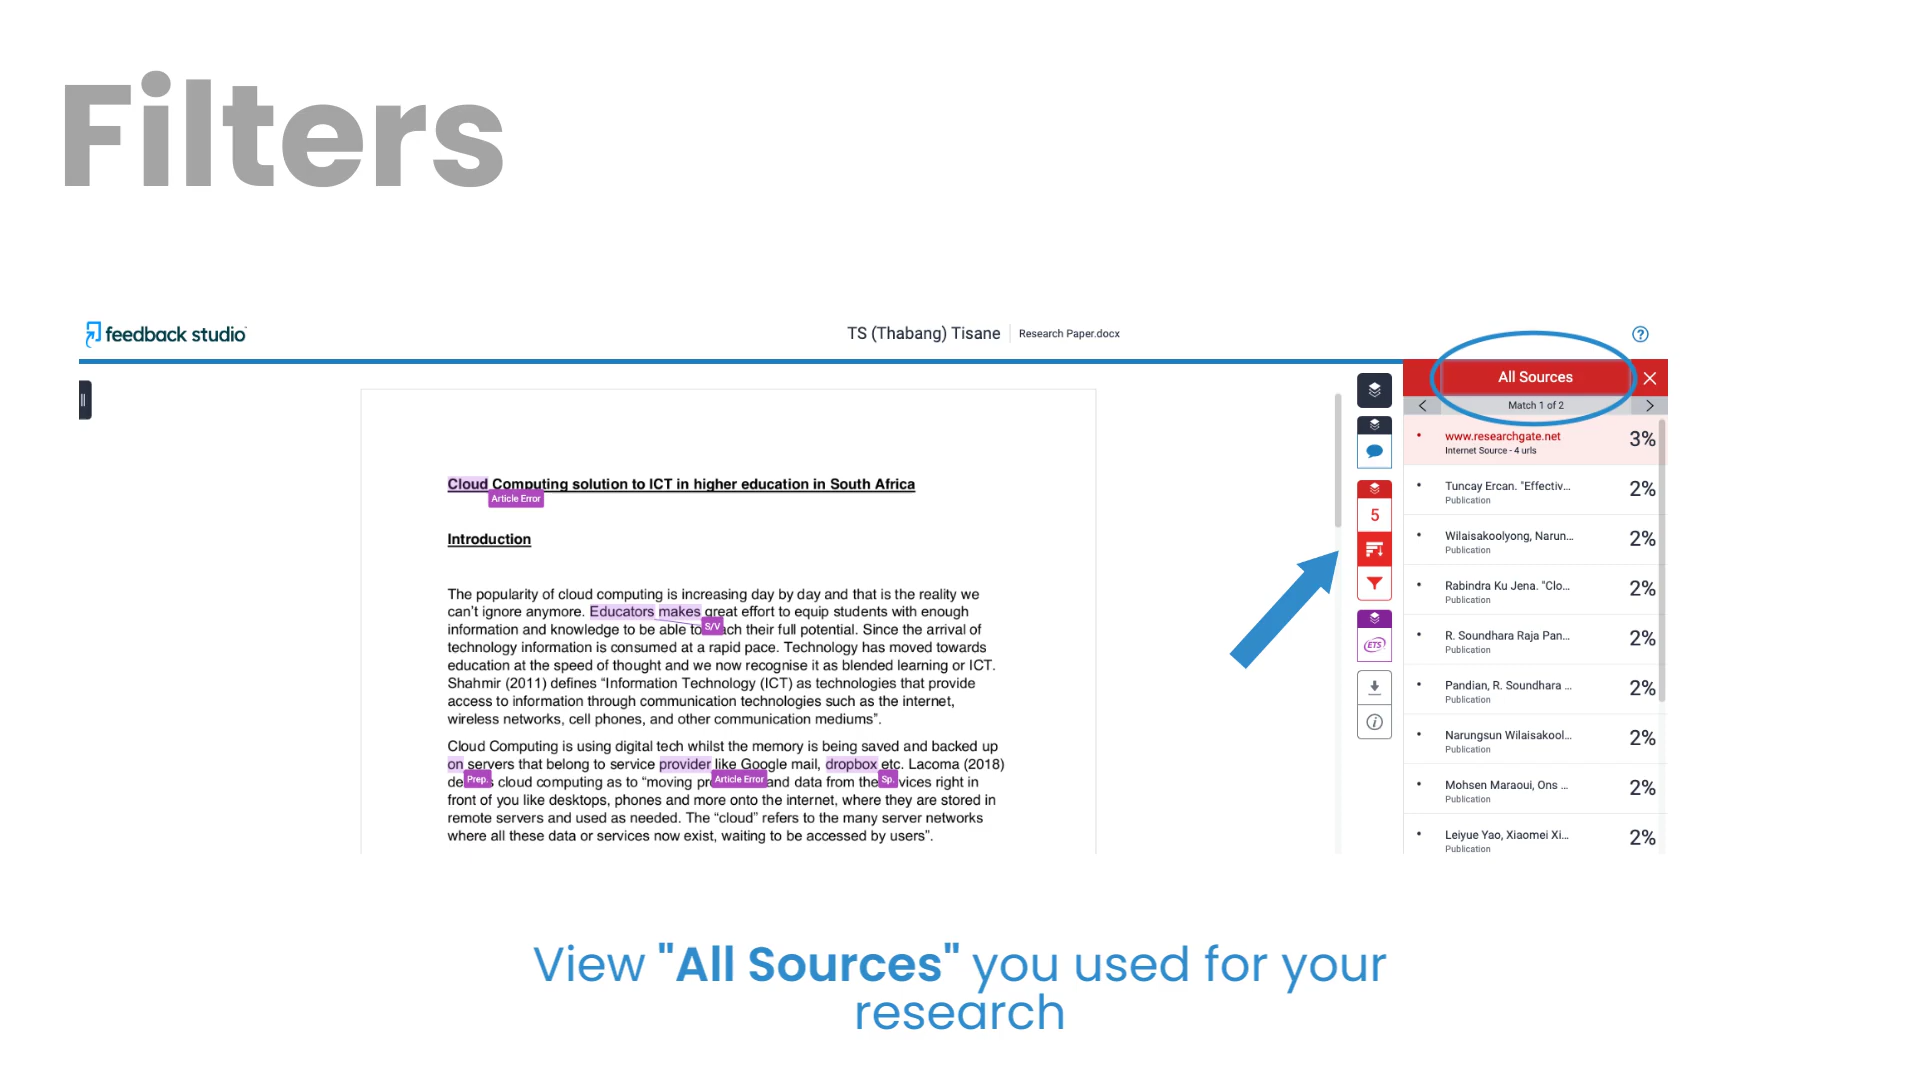 Filters
feedback studio
TS (Thabang) Tisane
Research Paper.docx
?
All Sources
Match 1 of 2
www.researchgate.net
Internet Source - 4 urls
3%
Tuncay Ercan. "Effectiv...
Publication
2%
Wilaisakoolyong, Narun...
Publication
2%
Rabindra Ku Jena. "Clo...
Publication
2%
R. Soundhara Raja Pan...
Publication
2%
Pandian, R. Soundhara ...
Publication
2%
Narungsun Wilaisakool...
Publication
2%
Mohsen Maraoui, Ons ...
Publication
2%
Leiyue Yao, Xiaomei Xi...
Publication
2%
5
ETS
i
Cloud Computing solution to ICT in higher education in South Africa
Article Error
Introduction
The popularity of cloud computing is increasing day by day and that is the reality we
can't ignore anymore. Educators makes great effort to equip students with enough
information and knowledge to be able to S/V ch their full potential. Since the arrival of
technology information is consumed at a rapid pace. Technology has moved towards
education at the speed of thought and we now recognise it as blended learning or ICT.
Shahmir (2011) defines “Information Technology (ICT) as technologies that provide
access to information through communication technologies such as the internet,
wireless networks, cell phones, and other communication mediums”.
Cloud Computing is using digital tech whilst the memory is being saved and backed up
on servers that belong to service provider like Google mail, dropbox etc. Lacoma (2018)
de Prep. s cloud computing as to “moving pr Article Error and data from the Sp. vices right in
front of you like desktops, phones and more onto the internet, where they are stored in
remote servers and used as needed. The “cloud” refers to the many server networks
where all these data or services now exist, waiting to be accessed by users”.
View "All Sources" you used for your
research